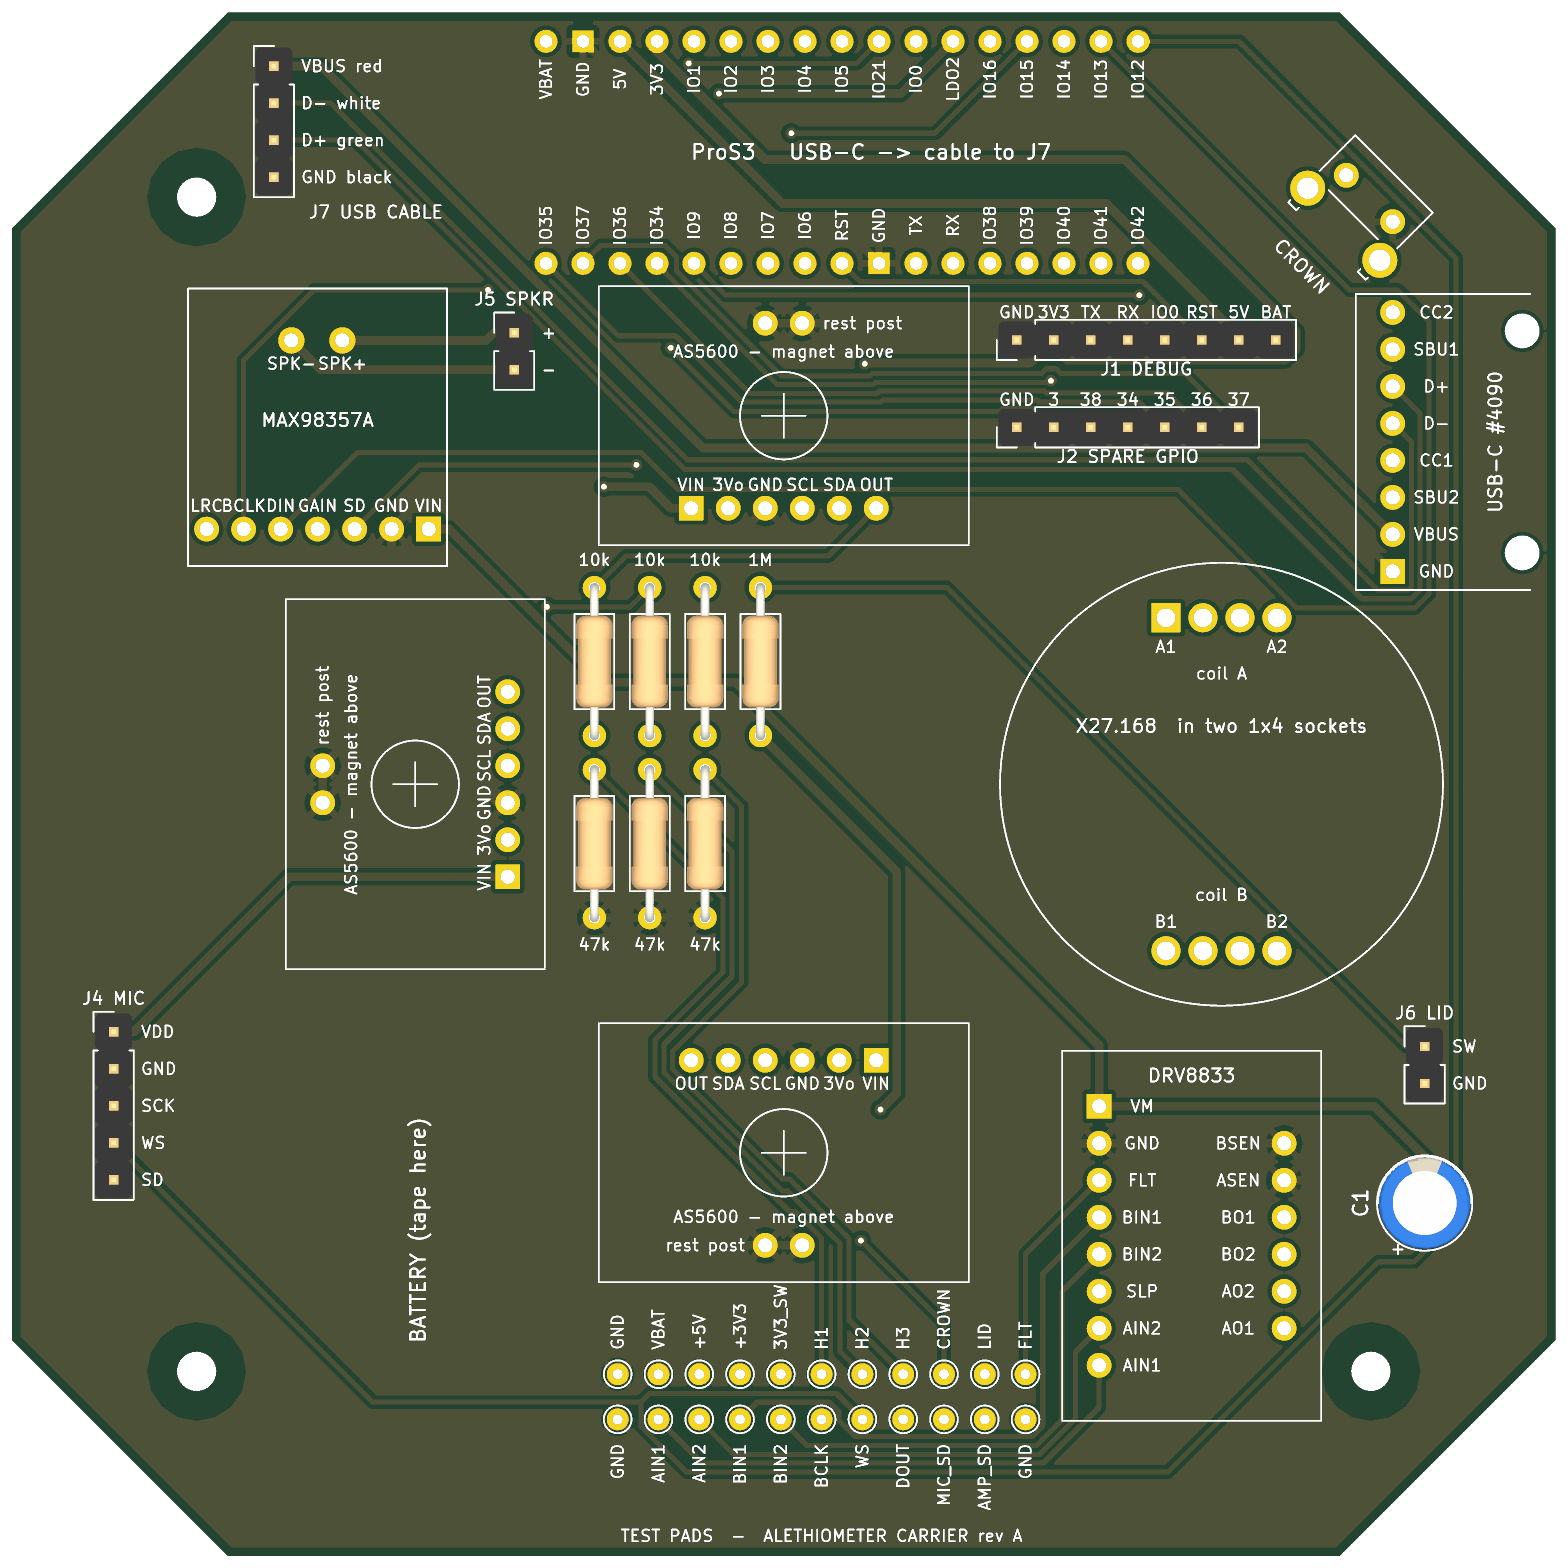 VBAT GND 5V 3V3 IO1 IO2 IO3 IO4 IO5 IO21 IO0 LDO2 IO16 IO15 IO14 IO13 IO12
VBUS red
D- white
D+ green
GND black
J7 USB CABLE
ProS3 USB-C -> cable to J7
IO35 IO37 IO36 IO34 IO9 IO8 IO7 IO6 RST GND TX RX IO38 IO39 IO40 IO41 IO42
CROWN
J5 SPKR
+
-
SPK- SPK+
MAX98357A
LRC BCLK DIN GAIN SD GND VIN
rest post
AS5600 - magnet above
VIN 3Vo GND SCL SDA OUT
GND 3V3 TX RX IO0 RST 5V BAT
J1 DEBUG
GND 3 38 34 35 36 37
J2 SPARE GPIO
CC2
SBU1
D+
D-
CC1
SBU2
VBUS
GND
USB-C #4090
10k 10k 10k 1M
47k 47k 47k
rest post
AS5600 - magnet above
VIN 3Vo GND SCL SDA OUT
A1 A2
coil A
X27.168 in two 1x4 sockets
coil B
B1 B2
J4 MIC
VDD
GND
SCK
WS
SD
BATTERY (tape here)
OUT SDA SCL GND 3Vo VIN
AS5600 - magnet above
rest post
J6 LID
SW
GND
DRV8833
VM
GND BSEN
FLT ASEN
BIN1 BO1
BIN2 BO2
SLP AO2
AIN2 AO1
AIN1
C1
+
GND VBAT +5V +3V3 3V3_SW H1 H2 H3 CROWN LID FLT
GND AIN1 AIN2 BIN1 BIN2 BCLK WS DOUT MIC_SD AMP_SD GND
TEST PADS - ALETHIOMETER CARRIER rev A